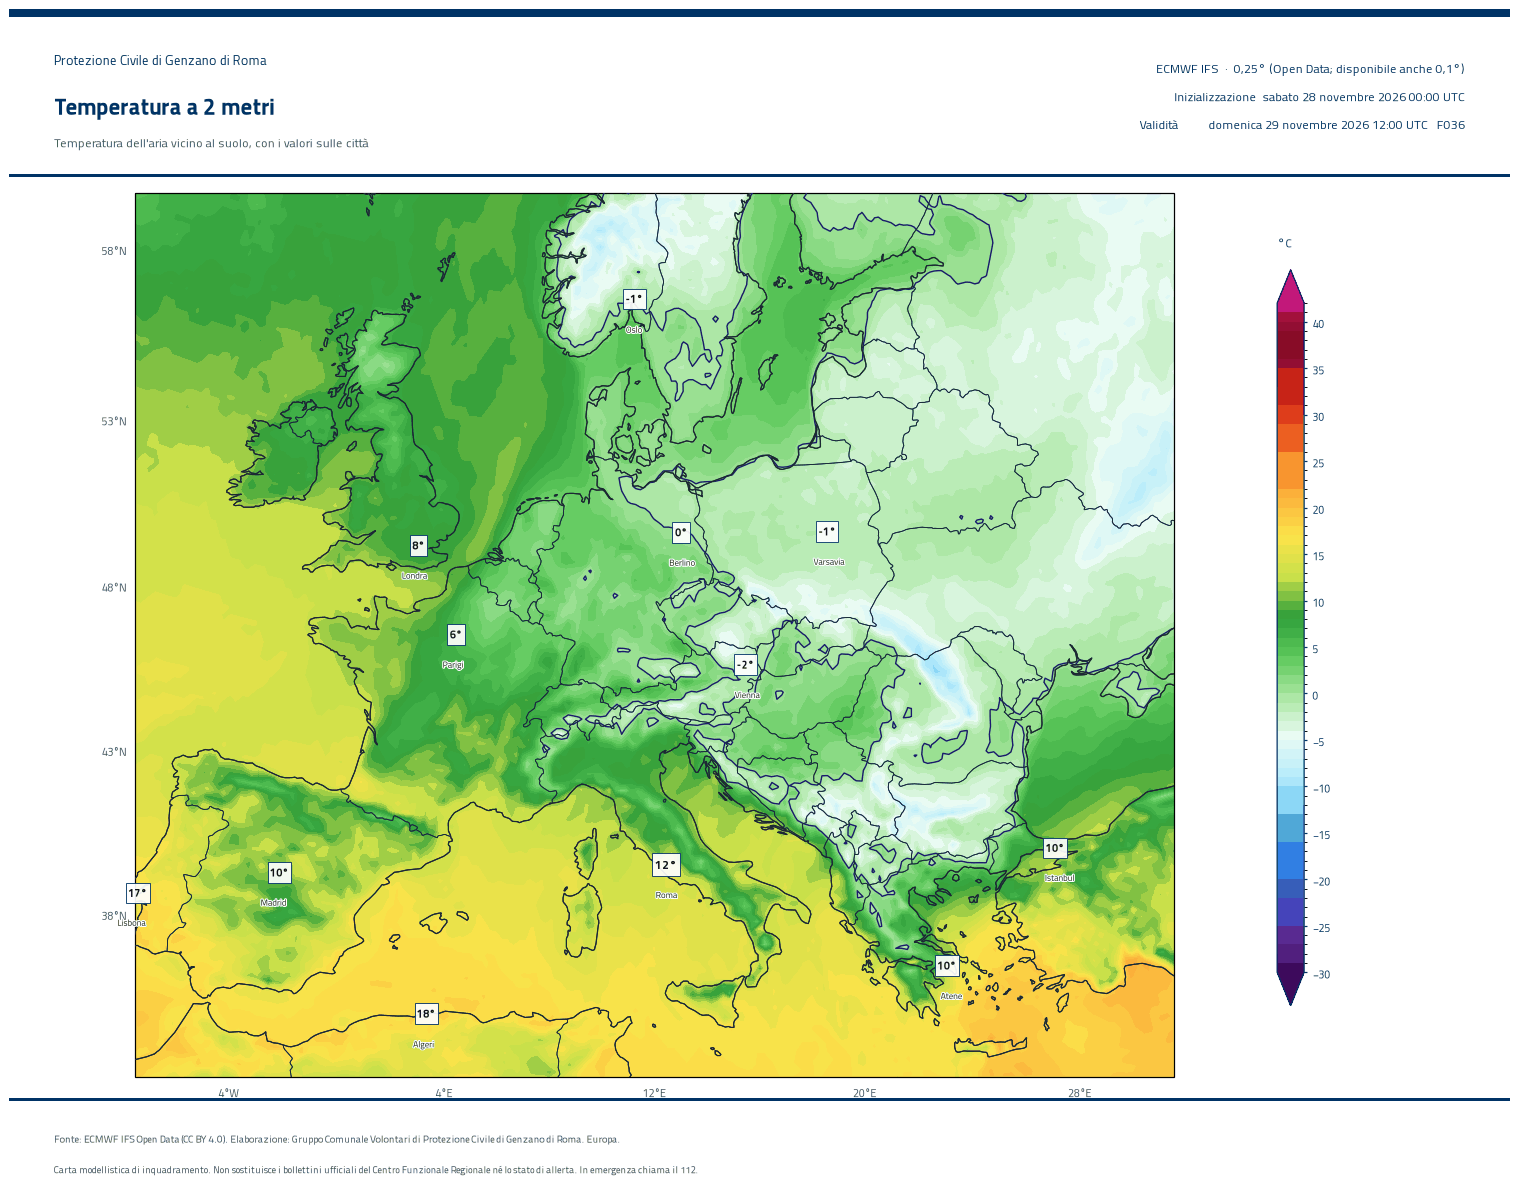 Protezione Civile di Genzano di Roma
Temperatura a 2 metri
Temperatura dell'aria vicino al suolo, con i valori sulle città
ECMWF IFS · 0,25° (Open Data; disponibile anche 0,1°)
Inizializzazione sabato 28 novembre 2026 00:00 UTC
Validità domenica 29 novembre 2026 12:00 UTC F036
58°N
53°N
48°N
43°N
38°N
4°W
4°E
12°E
20°E
28°E
-1°
Oslo
8°
Londra
0°
Berlino
-1°
Varsavia
6°
Parigi
-2°
Vienna
10°
Madrid
17°
Lisbona
12°
Roma
10°
Istanbul
10°
Atene
18°
Algeri
°C
40
35
30
25
20
15
10
5
0
−5
−10
−15
−20
−25
−30
Fonte: ECMWF IFS Open Data (CC BY 4.0). Elaborazione: Gruppo Comunale Volontari di Protezione Civile di Genzano di Roma. Europa.
Carta modellistica di inquadramento. Non sostituisce i bollettini ufficiali del Centro Funzionale Regionale né lo stato di allerta. In emergenza chiama il 112.